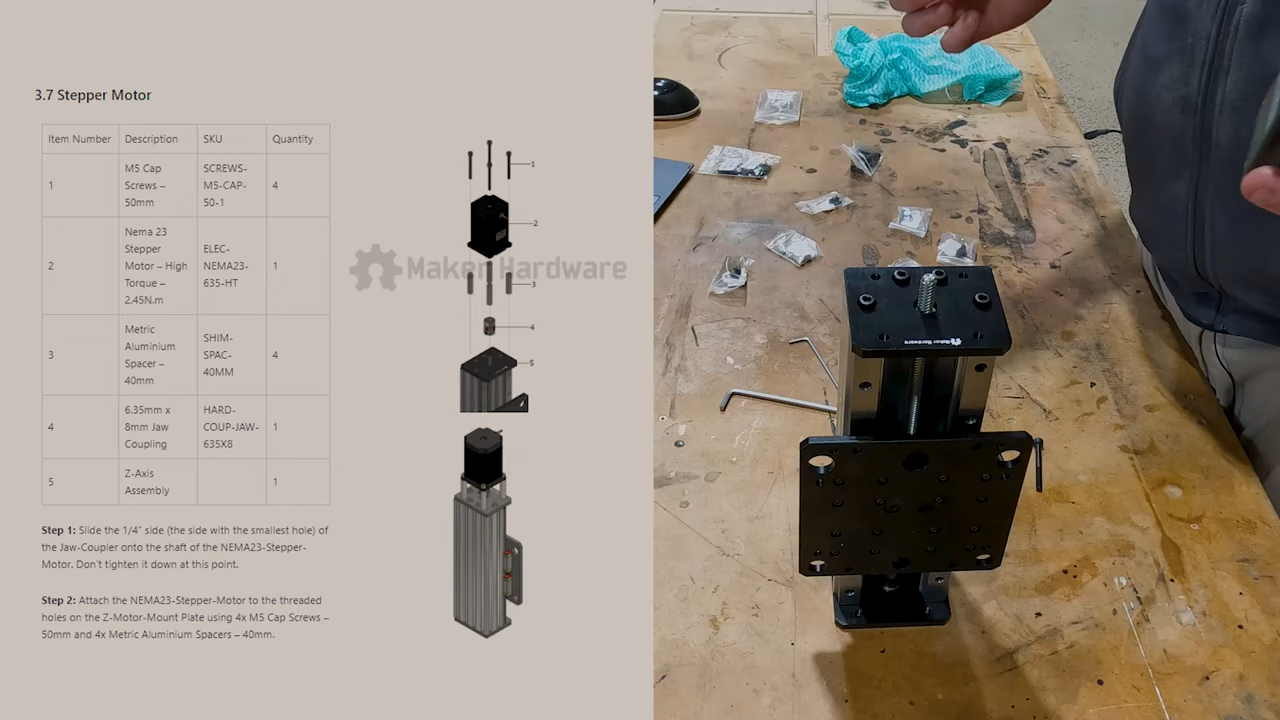 3.7 Stepper Motor
Item Number Description SKU Quantity
1 M5 Cap Screws – 50mm SCREWS-M5-CAP-50-1 4
2 Nema 23 Stepper Motor – High Torque – 2.45N.m ELEC-NEMA23-635-HT 1
3 Metric Aluminium Spacer – 40mm SHIM-SPAC-40MM 4
4 6.35mm x 8mm Jaw Coupling HARD-COUP-JAW-635X8 1
5 Z-Axis Assembly 1
Step 1: Slide the 1/4" side (the side with the smallest hole) of
the Jaw-Coupler onto the shaft of the NEMA23-Stepper-
Motor. Don't tighten it down at this point.
Step 2: Attach the NEMA23-Stepper-Motor to the threaded
holes on the Z-Motor-Mount Plate using 4x M5 Cap Screws –
50mm and 4x Metric Aluminium Spacers – 40mm.
1
2
Maker Hardware
3
4
5
Maker Hardware